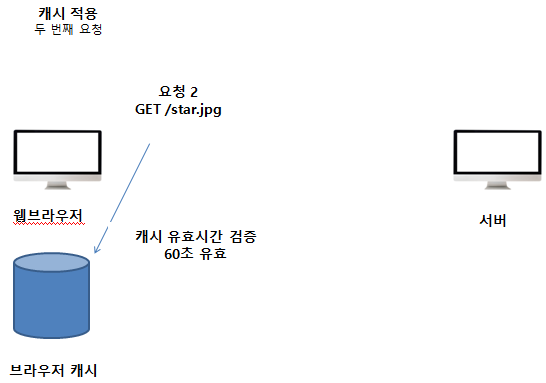 캐시 적용
두 번째 요청
요청 2
GET /star.jpg
웹브라우저
서버
캐시 유효시간 검증
60초 유효
브라우저 캐시